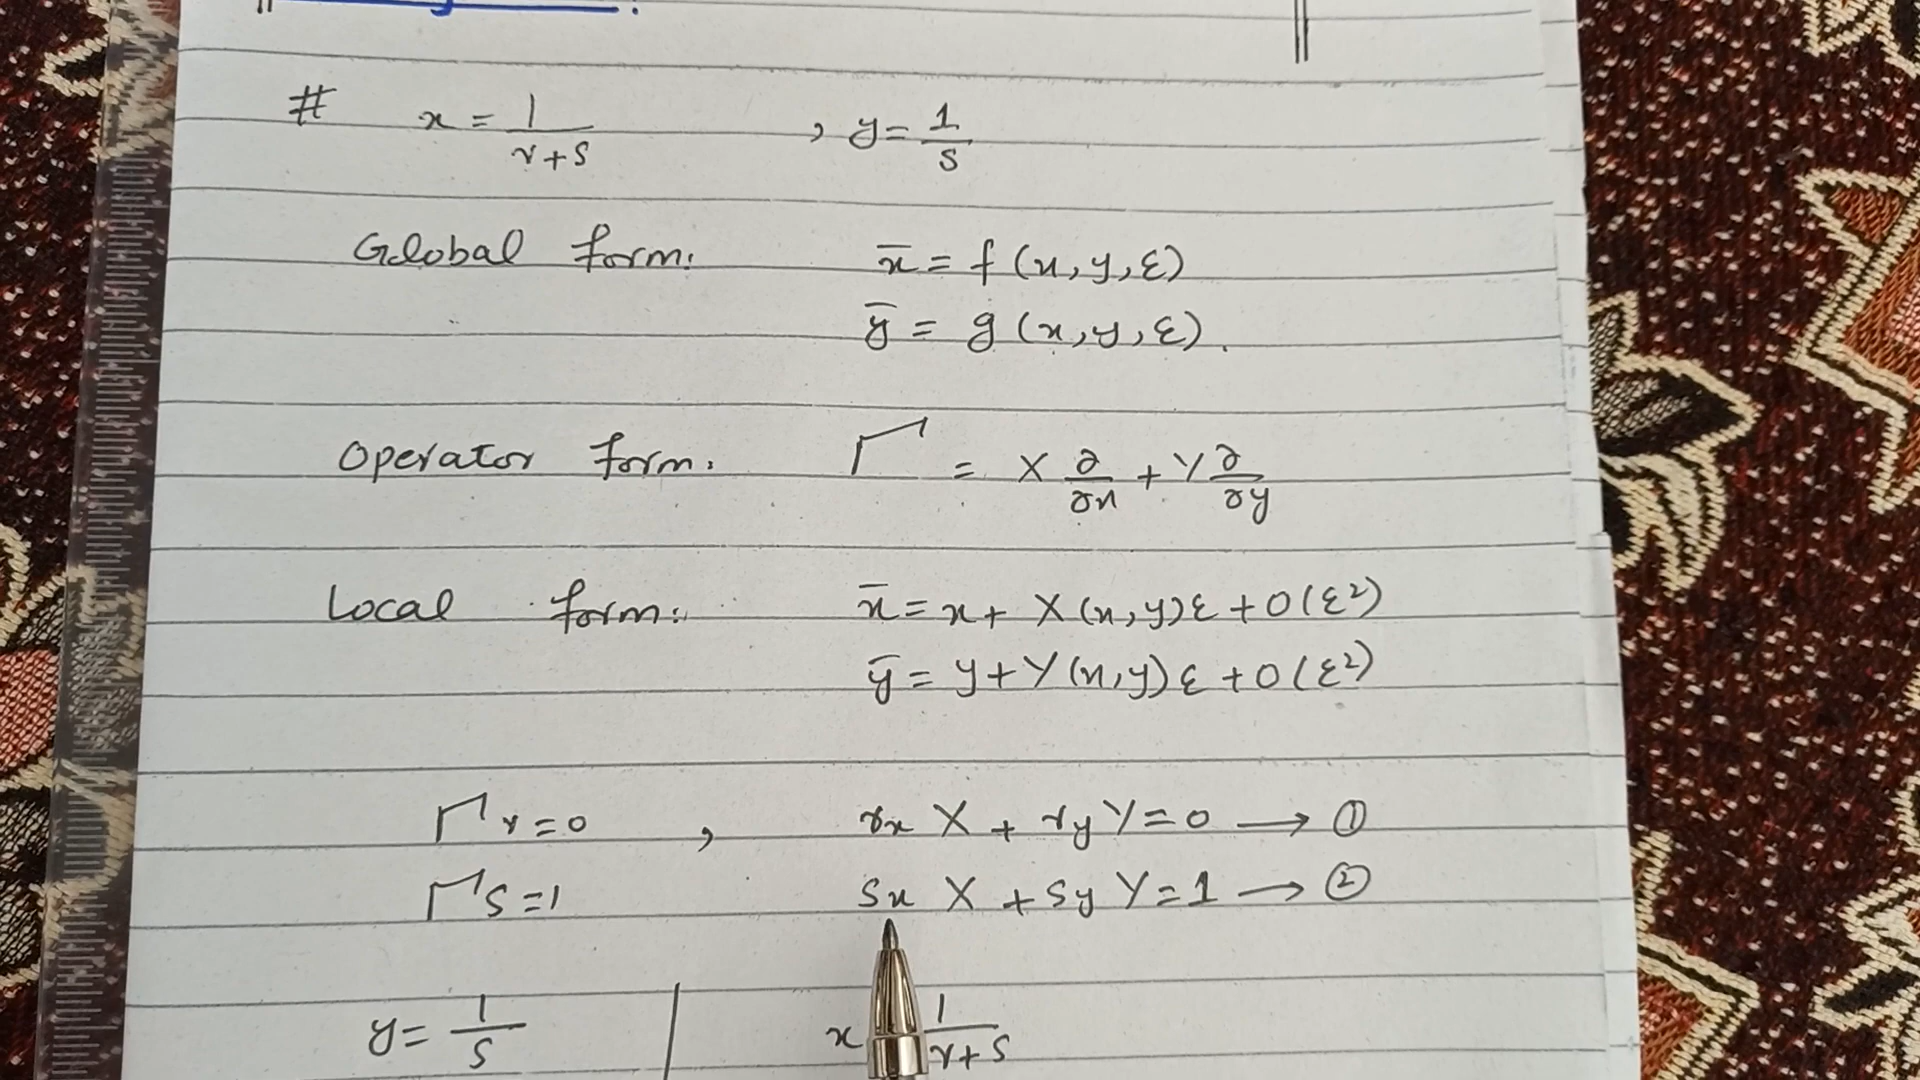 # x = 1/(r+s) , y = 1/s
Global form: x̄ = f(x,y,ε)
ȳ = g(x,y,ε).
Operator form: Γ = X ∂/∂x + Y ∂/∂y
Local form: x̄ = x + X(x,y)ε + O(ε²)
ȳ = y + Y(x,y)ε + O(ε²)
Γr = 0 , rx X + ry Y = 0 → ①
Γs = 1 sx X + sy Y = 1 → ②
y = 1/s | x 1/(r+s)